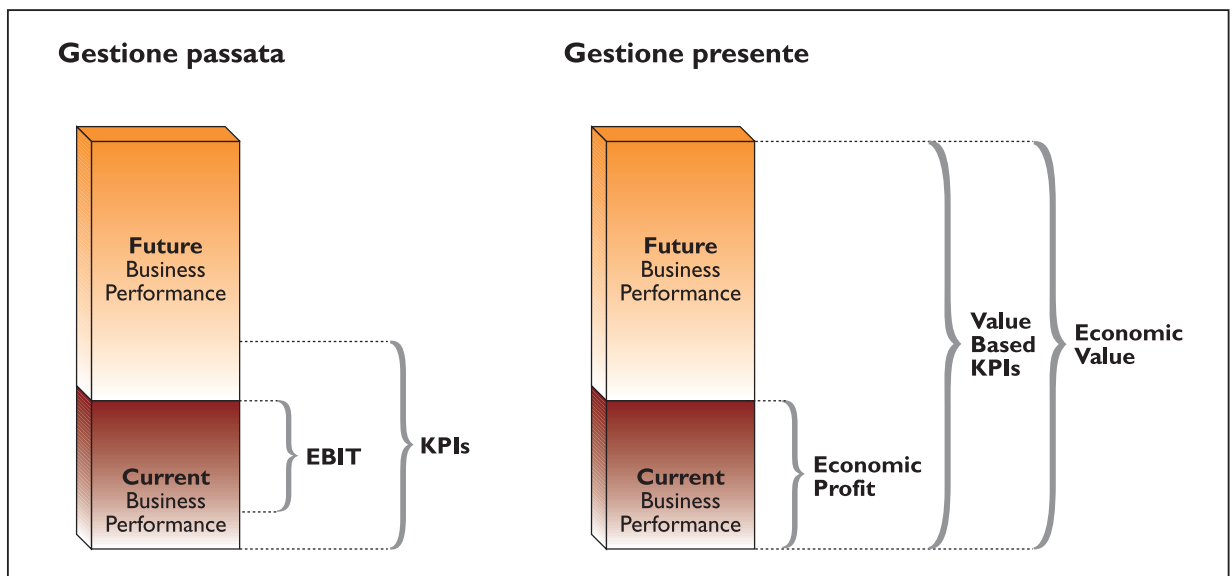 Gestione passata
Future
Business
Performance
Current
Business
Performance
EBIT
KPIs
Gestione presente
Future
Business
Performance
Current
Business
Performance
Economic
Profit
Value
Based
KPIs
Economic
Value